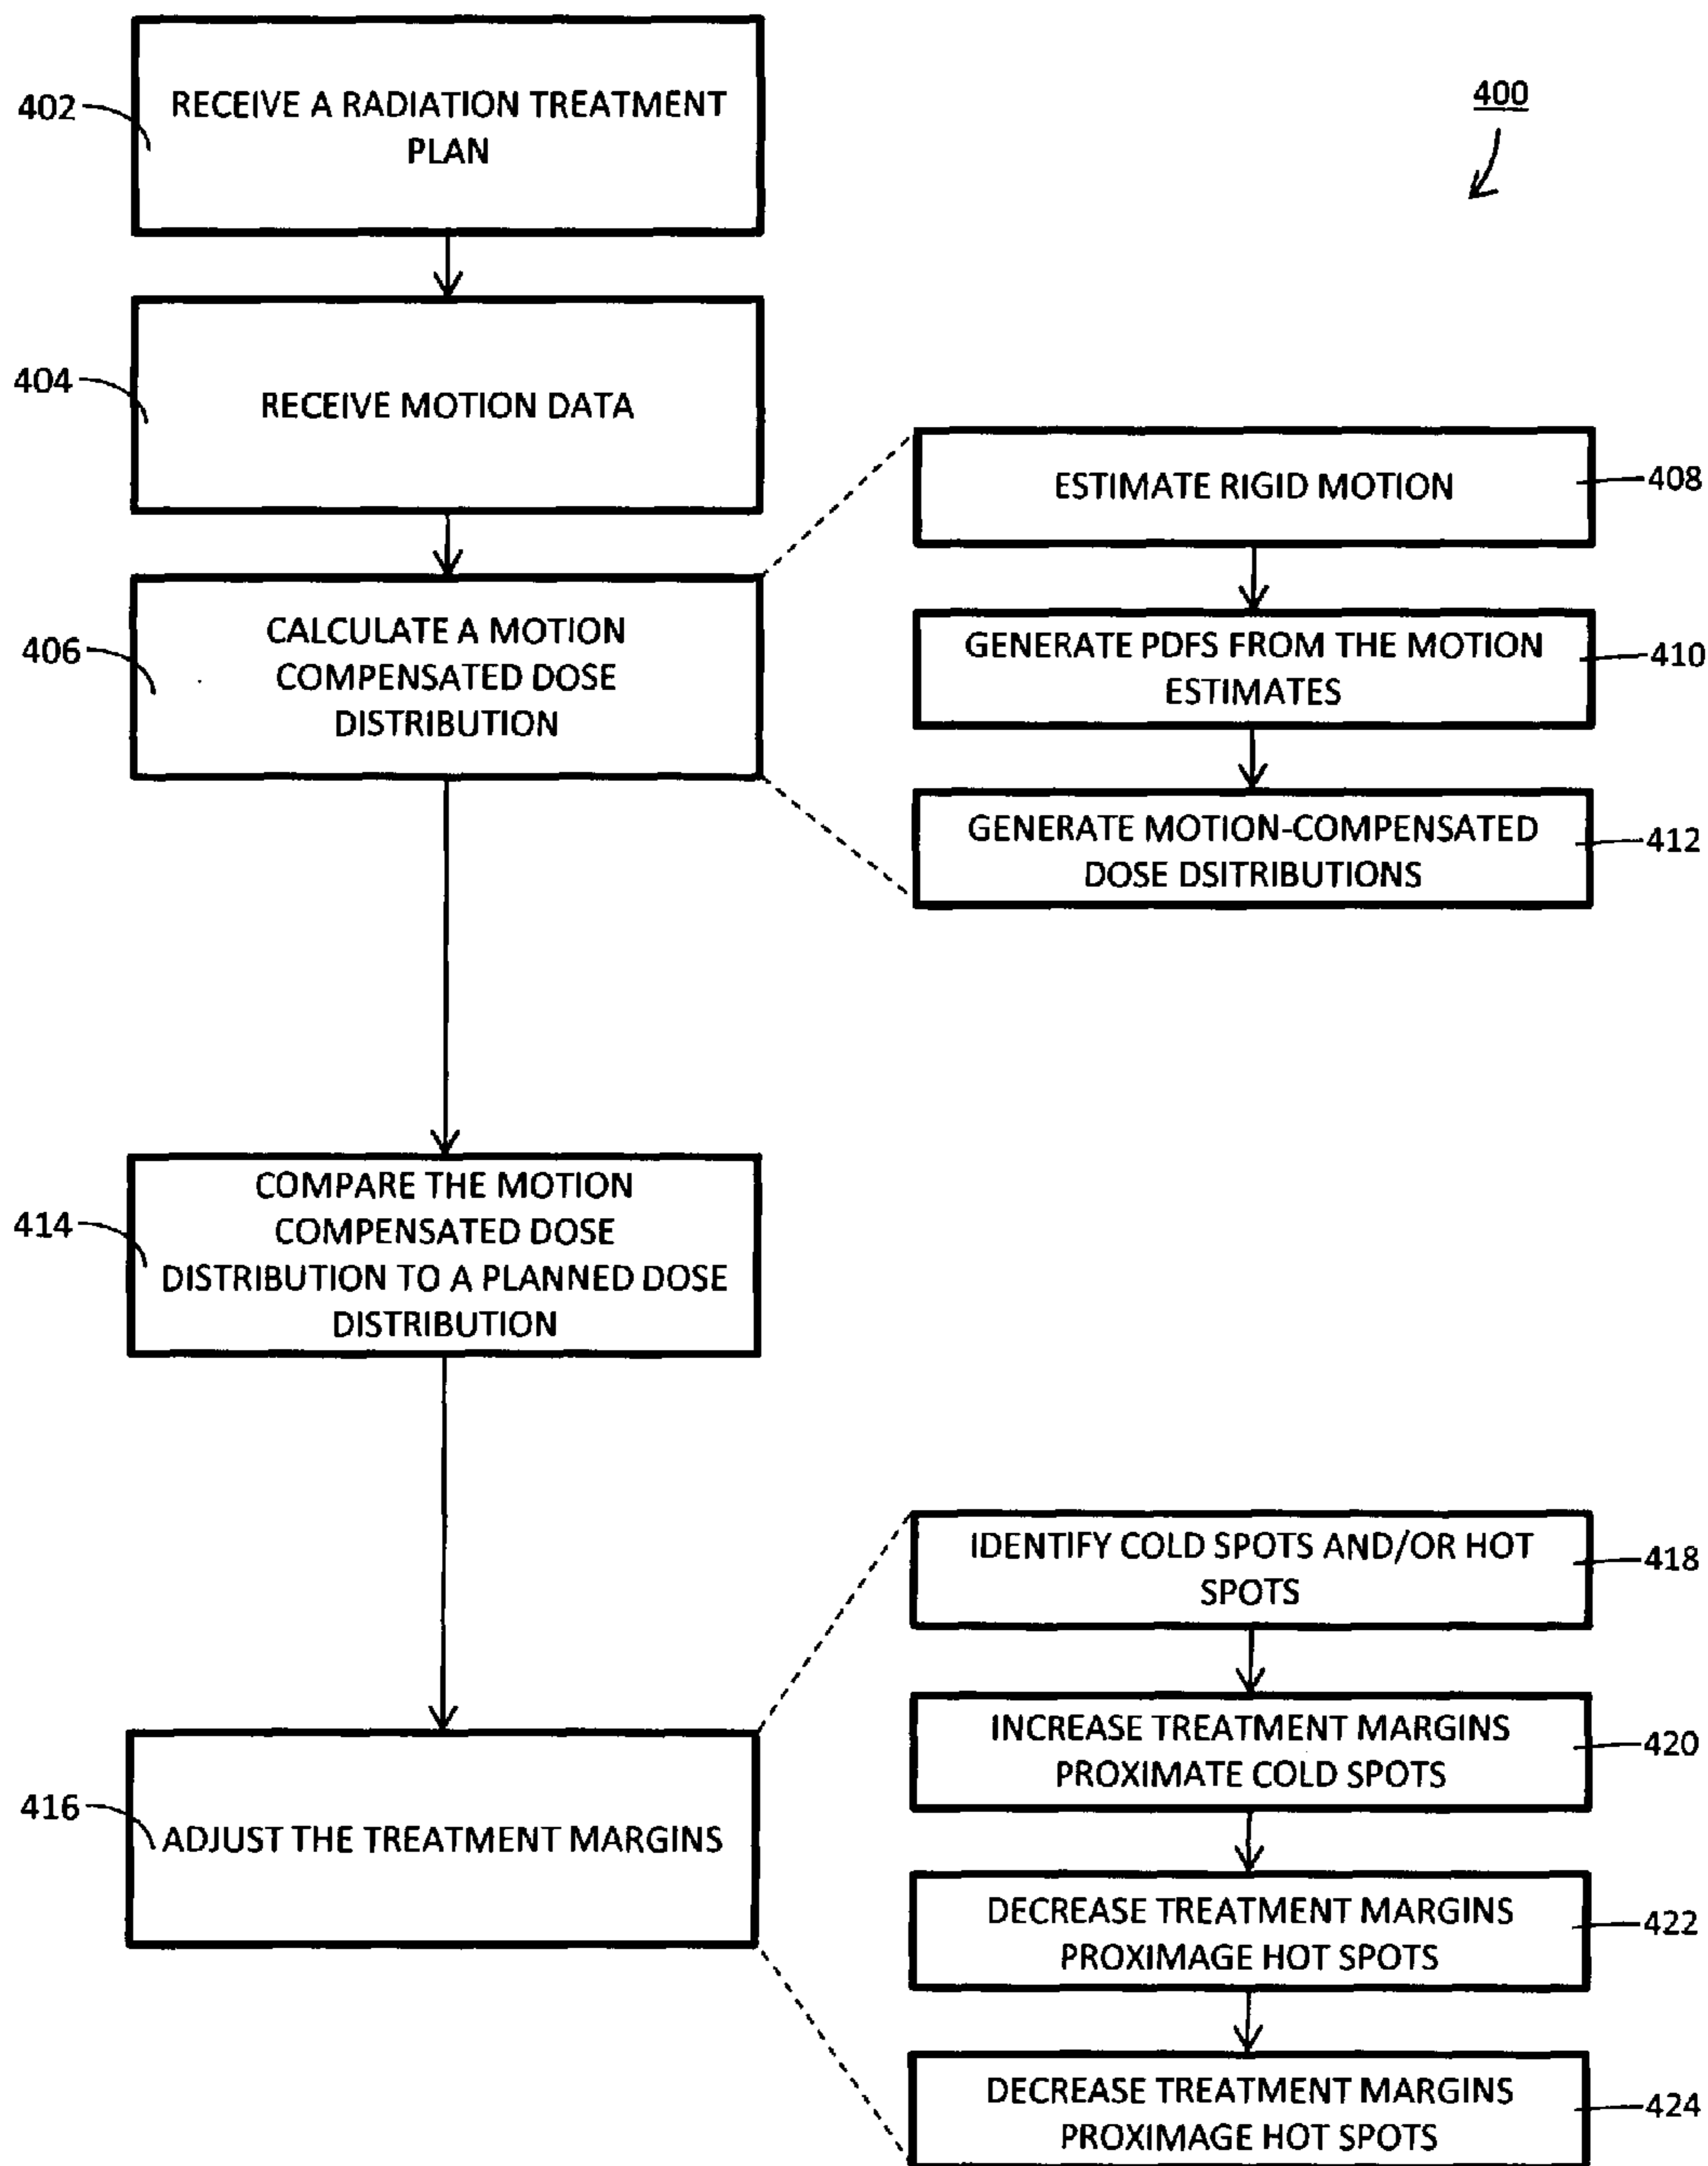 402
RECEIVE A RADIATION TREATMENT
PLAN
400
404
RECEIVE MOTION DATA
406
CALCULATE A MOTION
COMPENSATED DOSE
DISTRIBUTION
ESTIMATE RIGID MOTION
408
GENERATE PDFS FROM THE MOTION
ESTIMATES
410
GENERATE MOTION-COMPENSATED
DOSE DSITRIBUTIONS
412
414
COMPARE THE MOTION
COMPENSATED DOSE
DISTRIBUTION TO A PLANNED DOSE
DISTRIBUTION
416
ADJUST THE TREATMENT MARGINS
IDENTIFY COLD SPOTS AND/OR HOT
SPOTS
418
INCREASE TREATMENT MARGINS
PROXIMATE COLD SPOTS
420
DECREASE TREATMENT MARGINS
PROXIMAGE HOT SPOTS
422
DECREASE TREATMENT MARGINS
PROXIMAGE HOT SPOTS
424